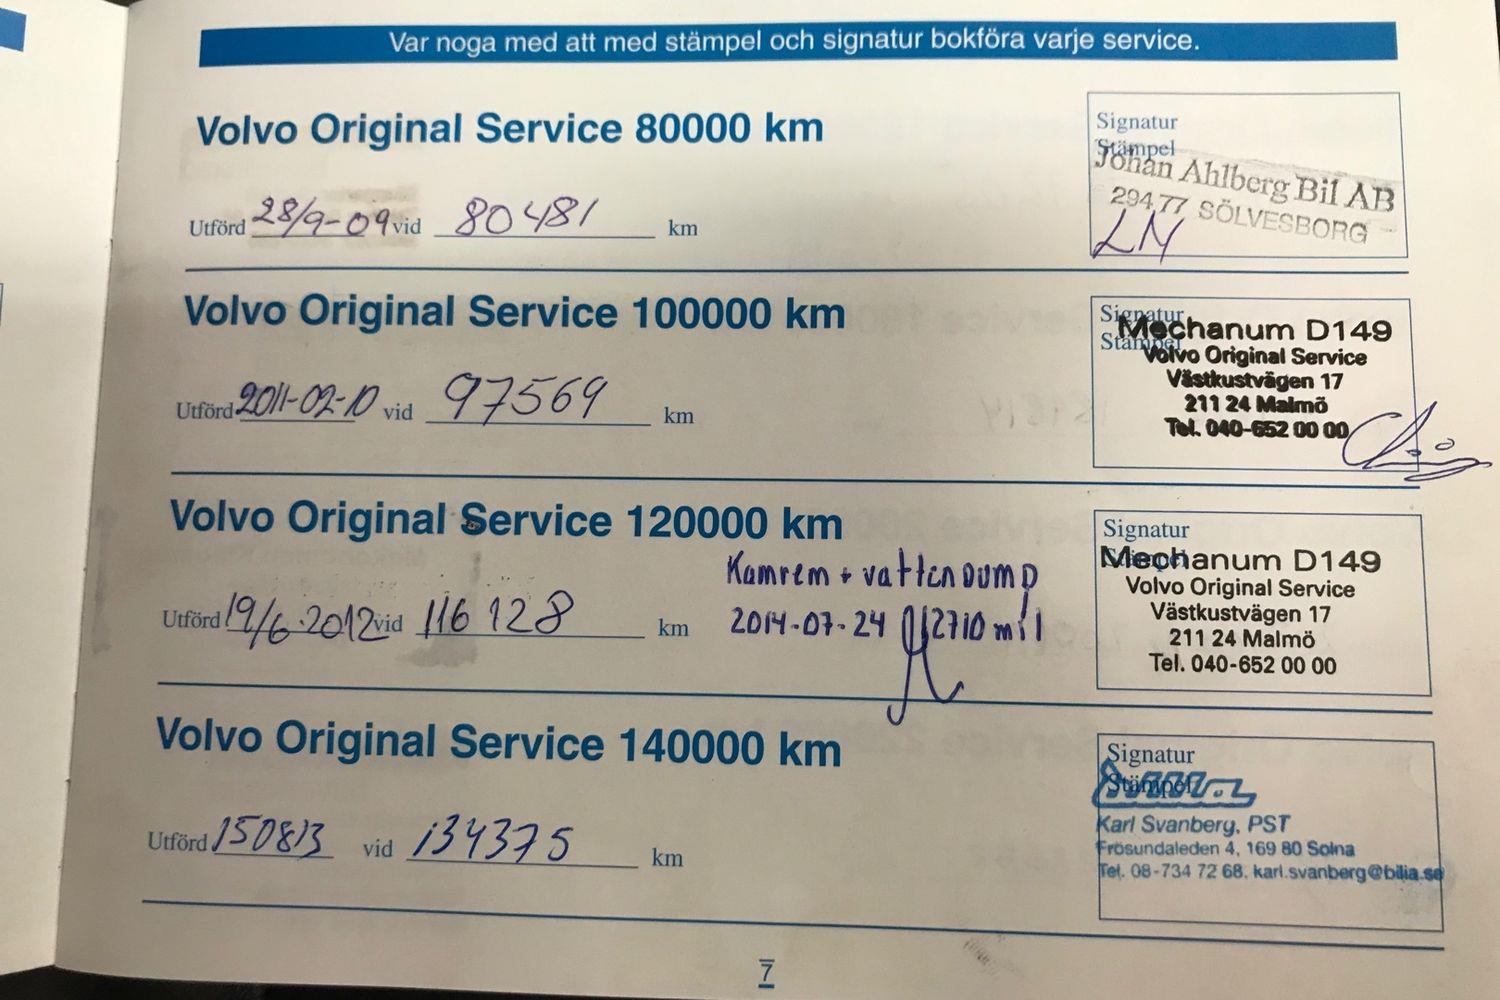 Var noga med att med stämpel och signatur bokföra varje service.
Volvo Original Service 80000 km
Utförd 28/9-09 vid 80481 km
Signatur
Stämpel
Johan Ahlberg Bil AB
294 77 SÖLVESBORG
LN
Volvo Original Service 100000 km
Utförd 2011-02-10 vid 97569 km
Signatur
Stämpel
Mechanum D149
Volvo Original Service
Västkustvägen 17
211 24 Malmö
Tel. 040-652 00 00
Volvo Original Service 120000 km
Utförd 19/6-2012 vid 116 128 km
Kamrem + vattenpump
2014-07-24 12710 mil
Signatur
Stämpel
Mechanum D149
Volvo Original Service
Västkustvägen 17
211 24 Malmö
Tel. 040-652 00 00
Volvo Original Service 140000 km
Utförd 150813 vid 134375 km
Signatur
Stämpel
Bilia
Karl Svanberg, PST
Frösundaleden 4, 169 80 Solna
Tel. 08-734 72 68, karl.svanberg@bilia.se
7